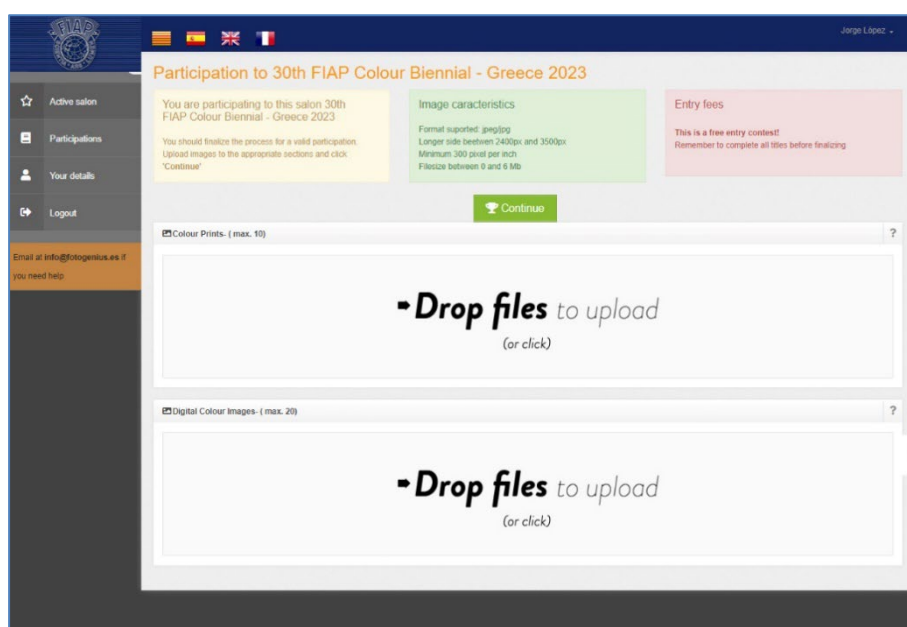 FIAP
Jorge López
Participation to 30th FIAP Colour Biennial - Greece 2023
Active salon
Participations
Your details
Logout
Email at info@fotogenius.es if
you need help
You are participating to this salon 30th
FIAP Colour Biennial - Greece 2023
You should finalize the process for a valid participation.
Upload images to the appropriate sections and click
'Continue'
Image caracteristics
Format suported: jpeg/jpg
Longer side beetwen 2400px and 3500px
Minimum 300 pixel per inch
Filesize between 0 and 6 Mb
Entry fees
This is a free entry contest!
Remember to complete all titles before finalizing
Continue
Colour Prints- ( max. 10)
?
Drop files to upload
(or click)
Digital Colour Images- ( max. 20)
?
Drop files to upload
(or click)